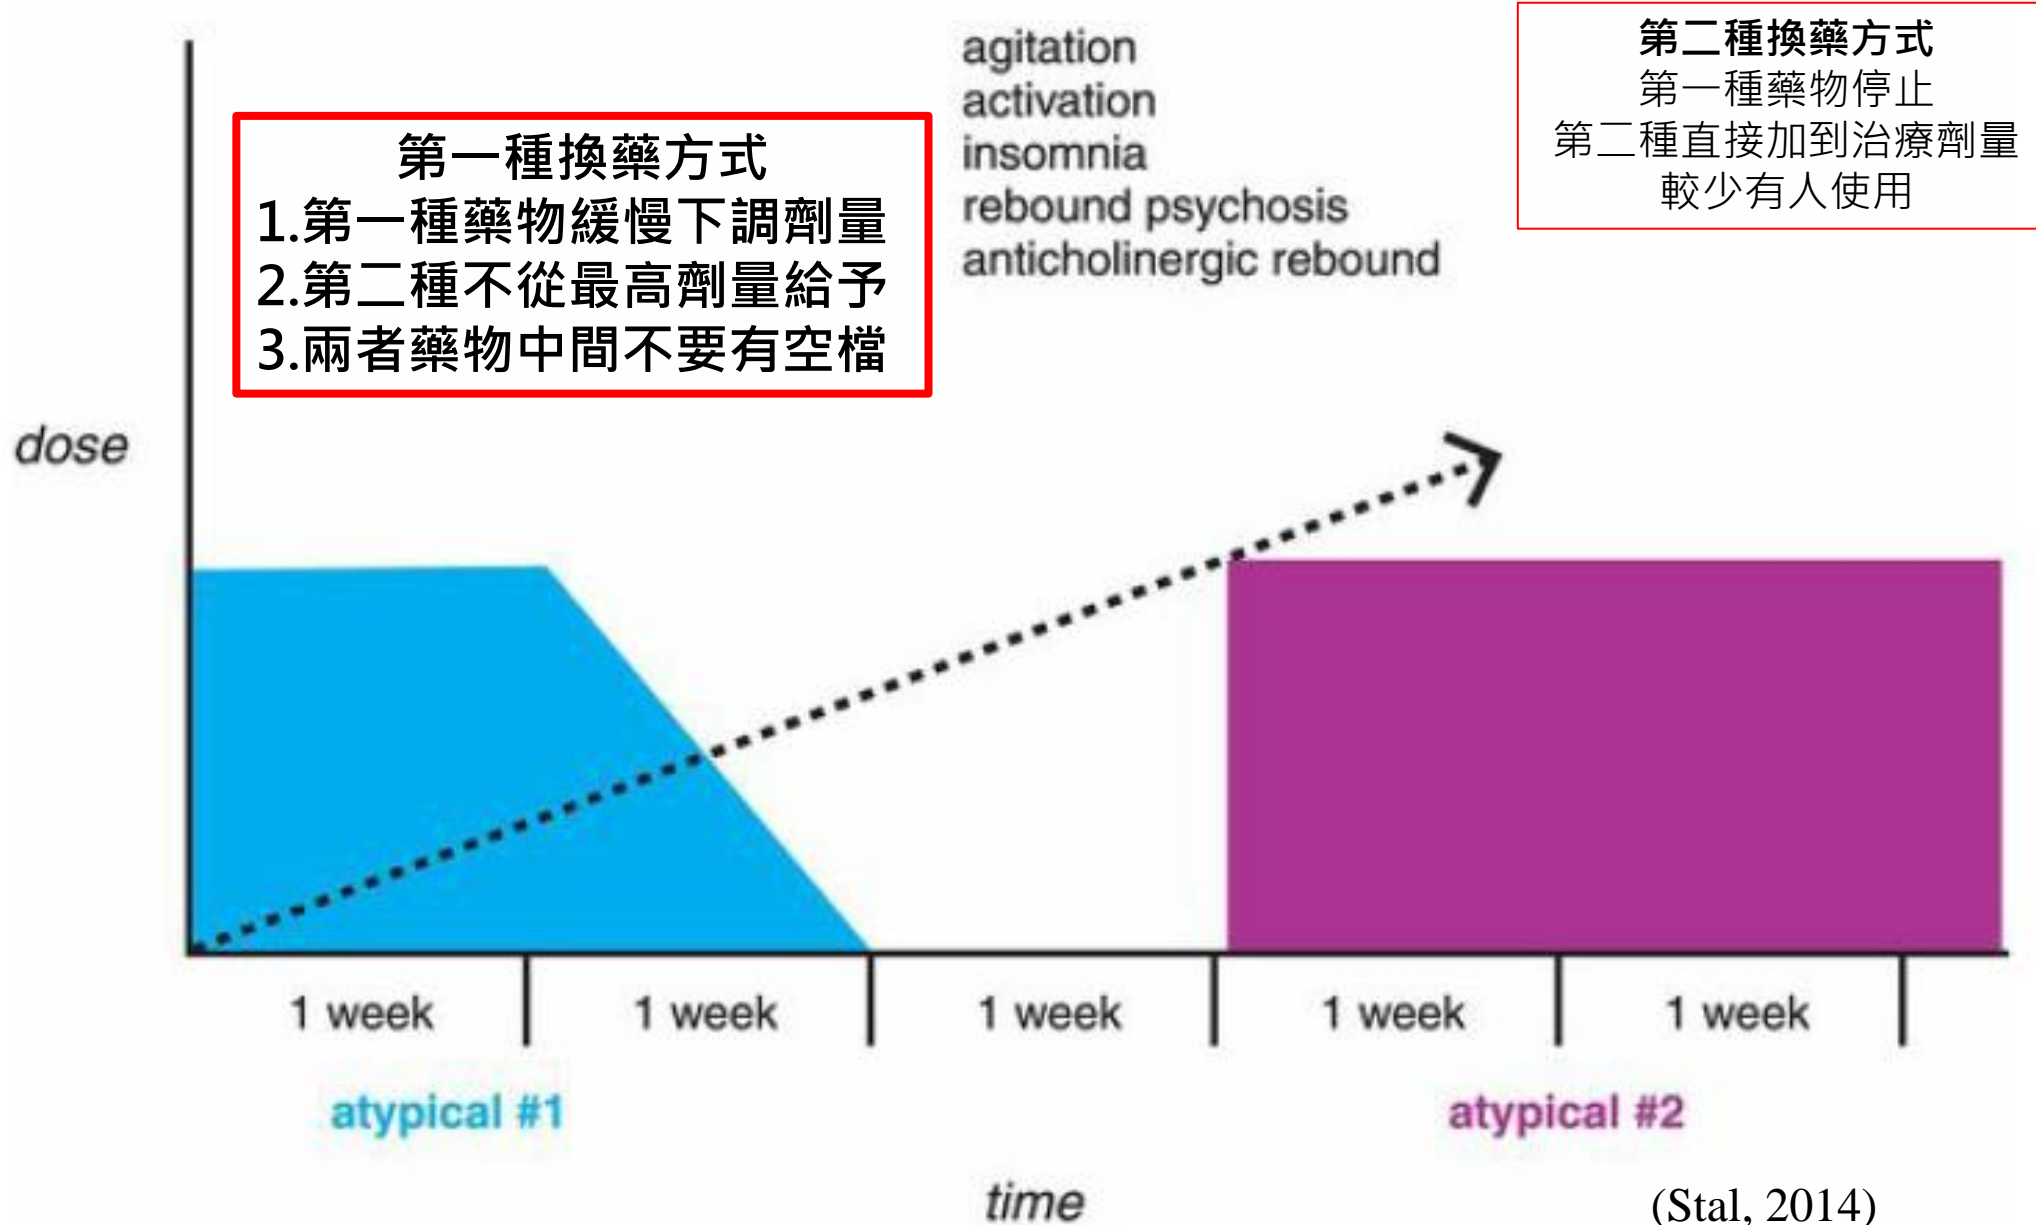 agitation
activation
insomnia
rebound psychosis
anticholinergic rebound
第二種換藥方式
第一種藥物停止
第二種直接加到治療劑量
較少有人使用
第一種換藥方式
1.第一種藥物緩慢下調劑量
2.第二種不從最高劑量給予
3.兩者藥物中間不要有空檔
dose
1 week
1 week
1 week
1 week
1 week
atypical #1
atypical #2
time
(Stal, 2014)